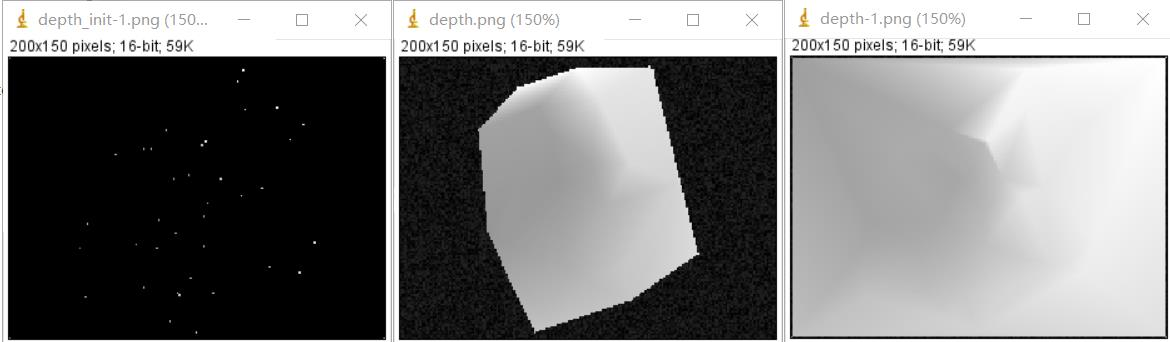 depth_init-1.png (150...
200x150 pixels; 16-bit; 59K
depth.png (150%)
200x150 pixels; 16-bit; 59K
depth-1.png (150%)
200x150 pixels; 16-bit; 59K